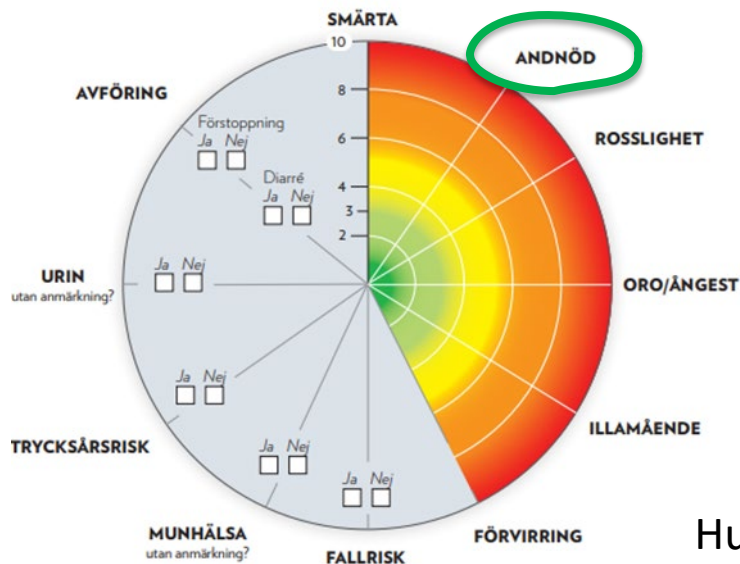 SMÄRTA
10
ANDNÖD
AVFÖRING
8
Förstoppning
Ja Nej
ROSSLIGHET
6
Diarré
Ja Nej
4
3
2
URIN
utan anmärkning?
Ja Nej
ORO/ÅNGEST
Ja Nej
TRYCKSÅRSRISK
ILLAMÅENDE
Ja Nej
Ja Nej
MUNHÄLSA
utan anmärkning?
FALLRISK
FÖRVIRRING
Hu